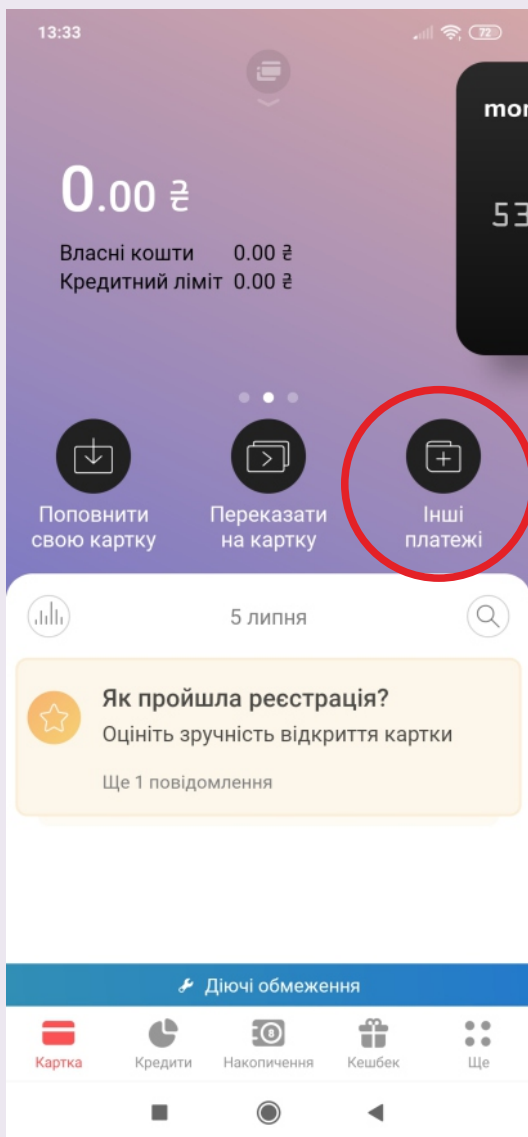 13:33
72
mon
53
0.00 ₴
Власні кошти 0.00 ₴
Кредитний ліміт 0.00 ₴
Поповнити
свою картку
Переказати
на картку
Інші
платежі
5 липня
Як пройшла реєстрація?
Оцініть зручність відкриття картки
Ще 1 повідомлення
Діючі обмеження
Картка
Кредити
Накопичення
Кешбек
Ще